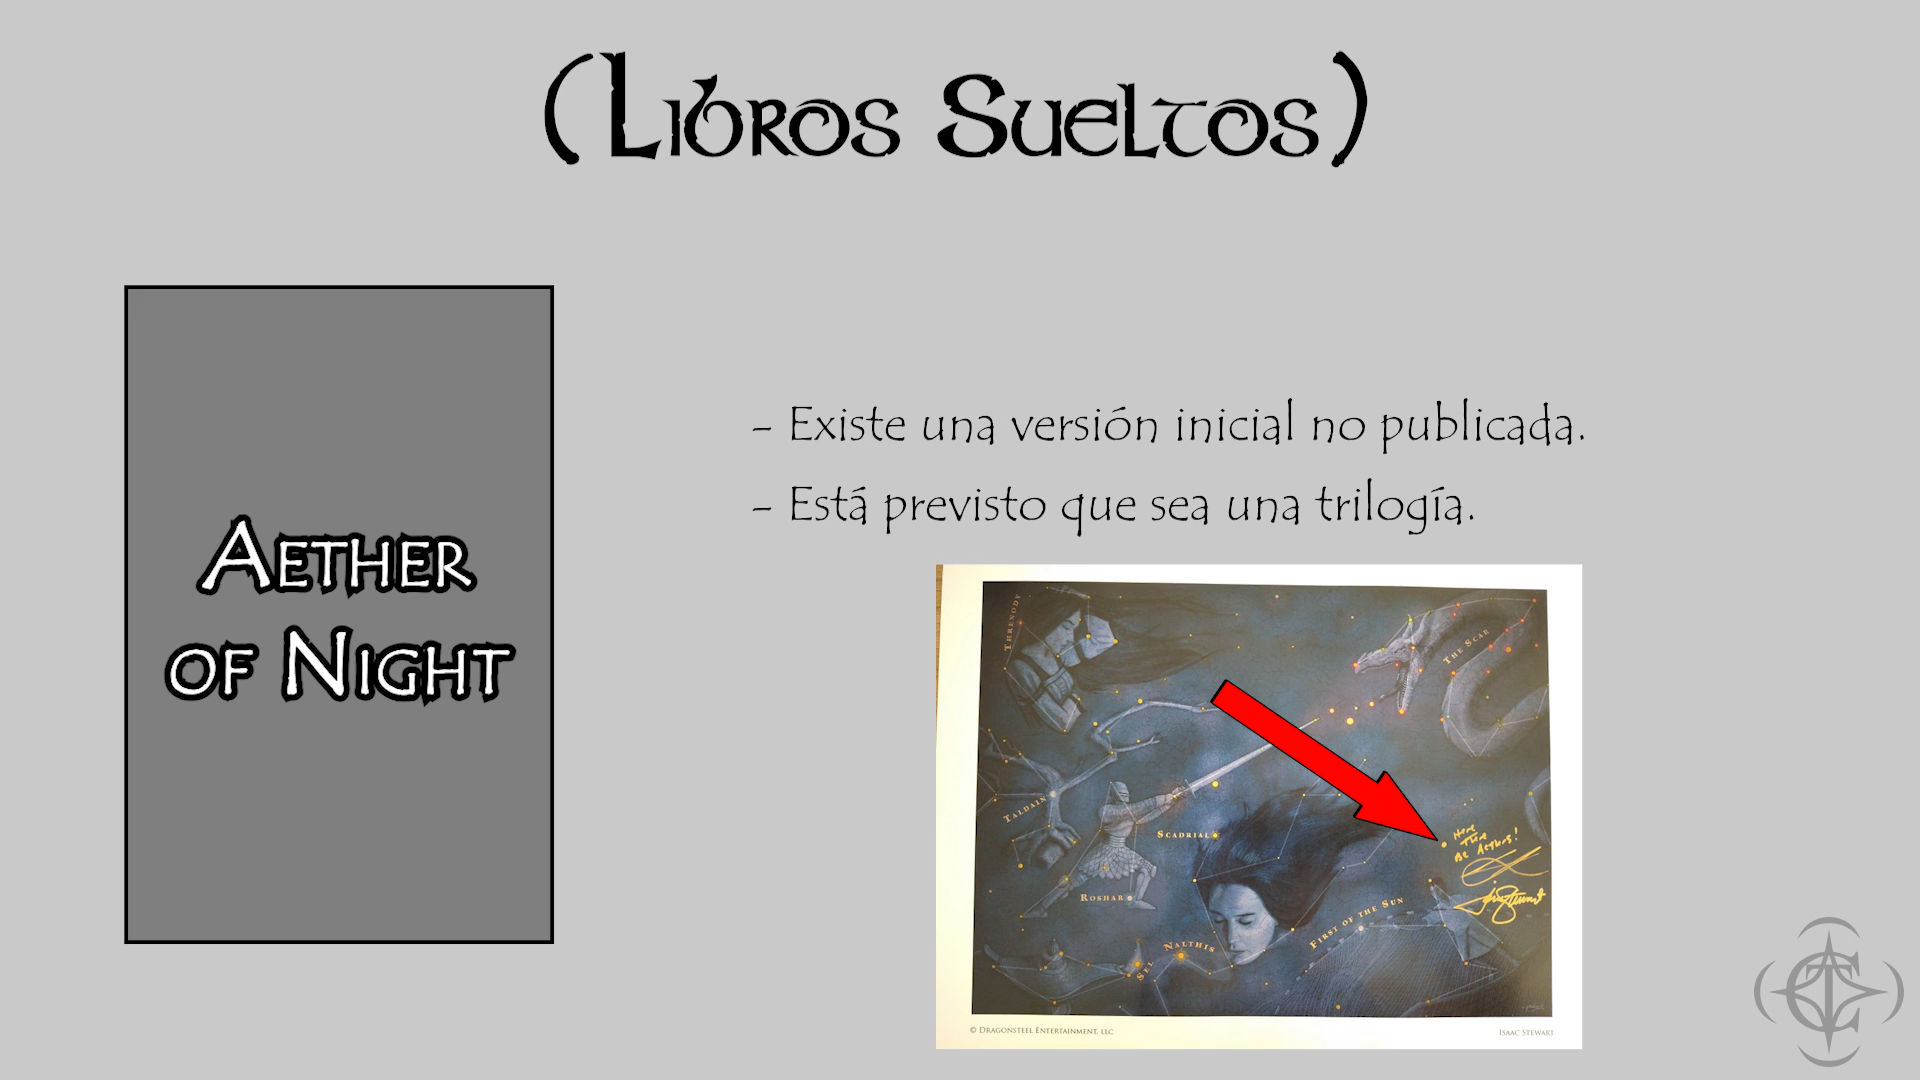 (Libros Sueltos)
Aether
of Night
- Existe una versión inicial no publicada.
- Está previsto que sea una trilogía.
Threnody
The Scar
Taldain
Scadrial
Here
There
Be Aethers!
Roshar
First of the Sun
Nalthis
Sel
© Dragonsteel Entertainment, LLC
Isaac Stewart